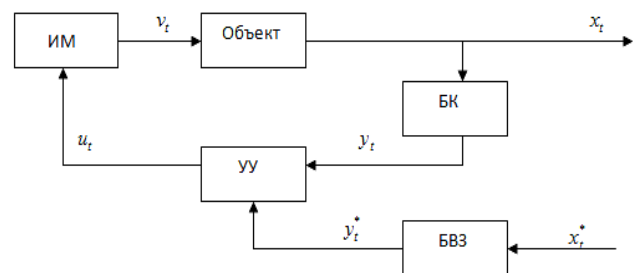 v_t
x_t
ИМ
Объект
БК
u_t
y_t
УУ
y_t^*
БВЗ
x_t^*